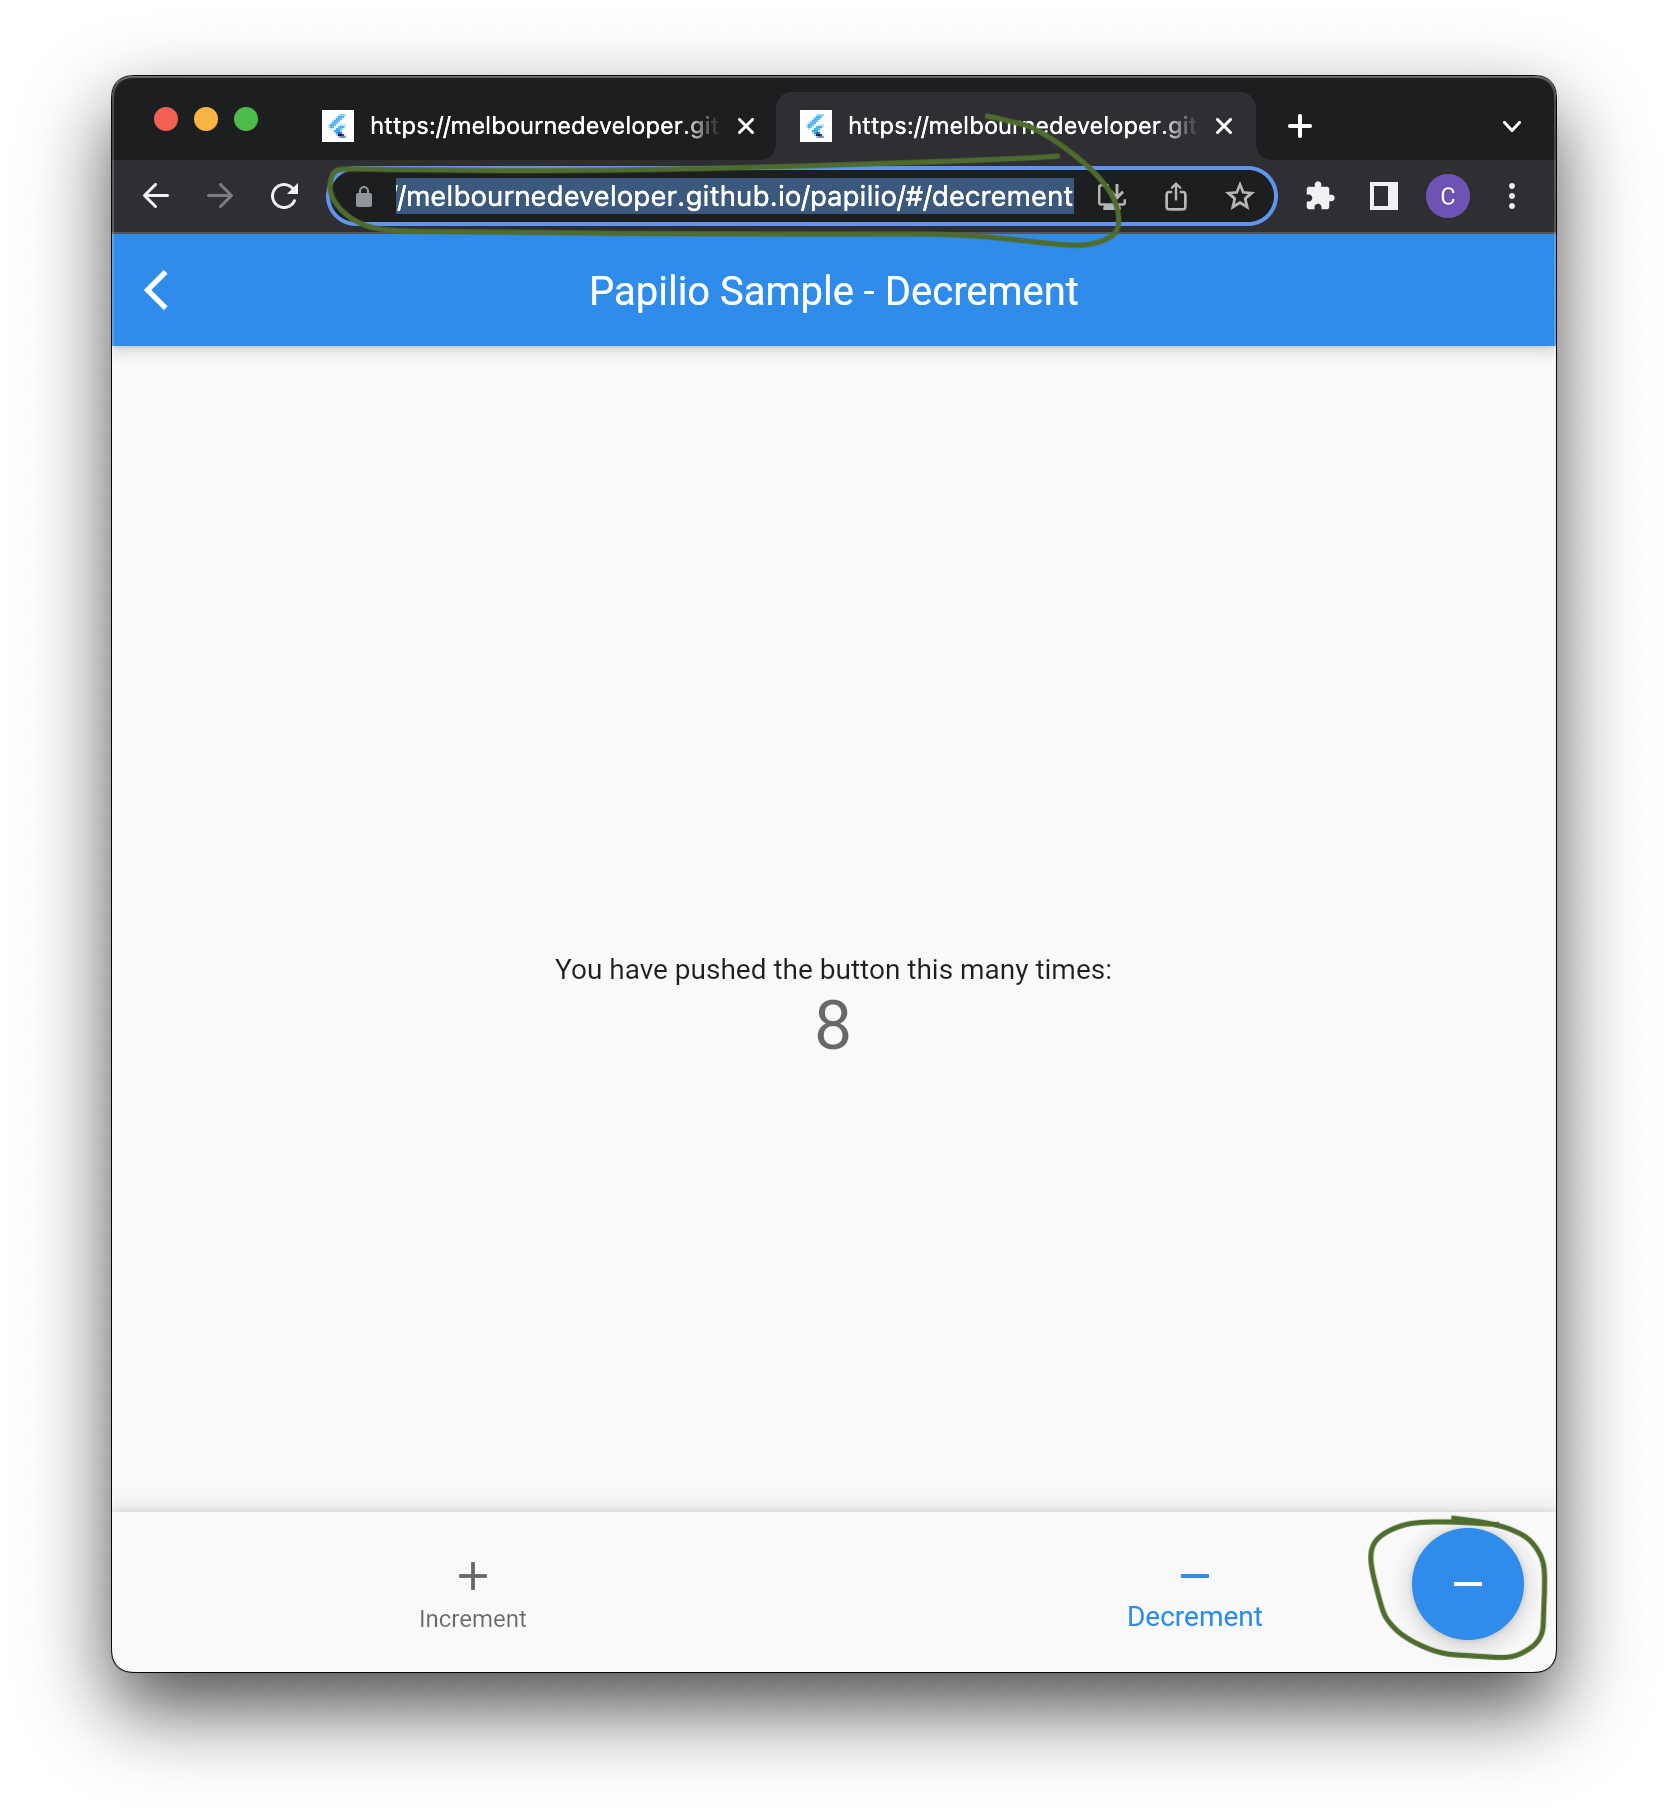 https://melbournedeveloper.git
https://melbournedeveloper.git
//melbournedeveloper.github.io/papilio/#/decrement
C
Papilio Sample - Decrement
You have pushed the button this many times:
8
Increment
Decrement